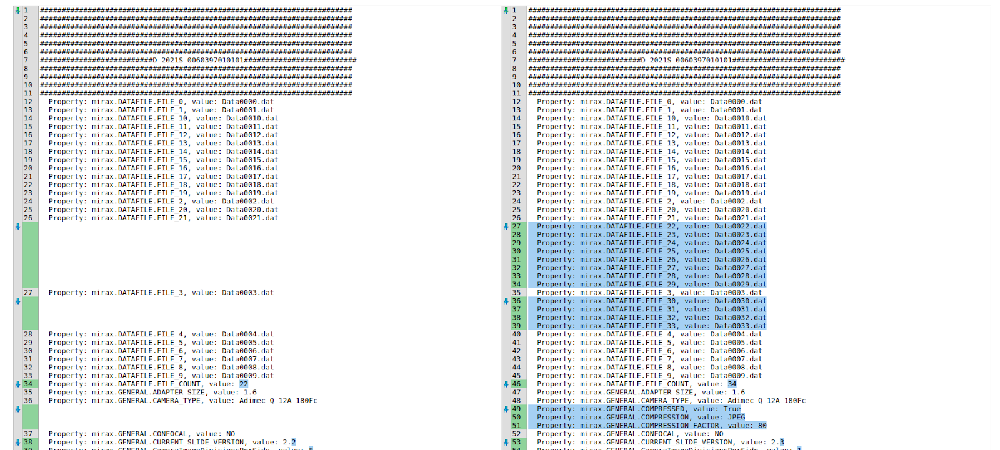 1 ########################################################################
2 ########################################################################
3 ########################################################################
4 ########################################################################
5 ########################################################################
6 ########################################################################
7 ##########################D_2021S 0060397010101##########################
8 ########################################################################
9 ########################################################################
10 ########################################################################
11 ########################################################################
12 Property: mirax.DATAFILE.FILE_0, value: Data0000.dat
13 Property: mirax.DATAFILE.FILE_1, value: Data0001.dat
14 Property: mirax.DATAFILE.FILE_10, value: Data0010.dat
15 Property: mirax.DATAFILE.FILE_11, value: Data0011.dat
16 Property: mirax.DATAFILE.FILE_12, value: Data0012.dat
17 Property: mirax.DATAFILE.FILE_13, value: Data0013.dat
18 Property: mirax.DATAFILE.FILE_14, value: Data0014.dat
19 Property: mirax.DATAFILE.FILE_15, value: Data0015.dat
20 Property: mirax.DATAFILE.FILE_16, value: Data0016.dat
21 Property: mirax.DATAFILE.FILE_17, value: Data0017.dat
22 Property: mirax.DATAFILE.FILE_18, value: Data0018.dat
23 Property: mirax.DATAFILE.FILE_19, value: Data0019.dat
24 Property: mirax.DATAFILE.FILE_2, value: Data0002.dat
25 Property: mirax.DATAFILE.FILE_20, value: Data0020.dat
26 Property: mirax.DATAFILE.FILE_21, value: Data0021.dat
27 Property: mirax.DATAFILE.FILE_3, value: Data0003.dat
28 Property: mirax.DATAFILE.FILE_4, value: Data0004.dat
29 Property: mirax.DATAFILE.FILE_5, value: Data0005.dat
30 Property: mirax.DATAFILE.FILE_6, value: Data0006.dat
31 Property: mirax.DATAFILE.FILE_7, value: Data0007.dat
32 Property: mirax.DATAFILE.FILE_8, value: Data0008.dat
33 Property: mirax.DATAFILE.FILE_9, value: Data0009.dat
34 Property: mirax.DATAFILE.FILE_COUNT, value: 22
35 Property: mirax.GENERAL.ADAPTER_SIZE, value: 1.6
36 Property: mirax.GENERAL.CAMERA_TYPE, value: Adimec Q-12A-180Fc
37 Property: mirax.GENERAL.CONFOCAL, value: NO
38 Property: mirax.GENERAL.CURRENT_SLIDE_VERSION, value: 2.2
39 Property: mirax.GENERAL.CameraImageDivisionsPerSide, value:
1 ########################################################################
2 ########################################################################
3 ########################################################################
4 ########################################################################
5 ########################################################################
6 ########################################################################
7 ##########################D_2021S 0060397010101##########################
8 ########################################################################
9 ########################################################################
10 ########################################################################
11 ########################################################################
12 Property: mirax.DATAFILE.FILE_0, value: Data0000.dat
13 Property: mirax.DATAFILE.FILE_1, value: Data0001.dat
14 Property: mirax.DATAFILE.FILE_10, value: Data0010.dat
15 Property: mirax.DATAFILE.FILE_11, value: Data0011.dat
16 Property: mirax.DATAFILE.FILE_12, value: Data0012.dat
17 Property: mirax.DATAFILE.FILE_13, value: Data0013.dat
18 Property: mirax.DATAFILE.FILE_14, value: Data0014.dat
19 Property: mirax.DATAFILE.FILE_15, value: Data0015.dat
20 Property: mirax.DATAFILE.FILE_16, value: Data0016.dat
21 Property: mirax.DATAFILE.FILE_17, value: Data0017.dat
22 Property: mirax.DATAFILE.FILE_18, value: Data0018.dat
23 Property: mirax.DATAFILE.FILE_19, value: Data0019.dat
24 Property: mirax.DATAFILE.FILE_2, value: Data0002.dat
25 Property: mirax.DATAFILE.FILE_20, value: Data0020.dat
26 Property: mirax.DATAFILE.FILE_21, value: Data0021.dat
27 Property: mirax.DATAFILE.FILE_22, value: Data0022.dat
28 Property: mirax.DATAFILE.FILE_23, value: Data0023.dat
29 Property: mirax.DATAFILE.FILE_24, value: Data0024.dat
30 Property: mirax.DATAFILE.FILE_25, value: Data0025.dat
31 Property: mirax.DATAFILE.FILE_26, value: Data0026.dat
32 Property: mirax.DATAFILE.FILE_27, value: Data0027.dat
33 Property: mirax.DATAFILE.FILE_28, value: Data0028.dat
34 Property: mirax.DATAFILE.FILE_29, value: Data0029.dat
35 Property: mirax.DATAFILE.FILE_3, value: Data0003.dat
36 Property: mirax.DATAFILE.FILE_30, value: Data0030.dat
37 Property: mirax.DATAFILE.FILE_31, value: Data0031.dat
38 Property: mirax.DATAFILE.FILE_32, value: Data0032.dat
39 Property: mirax.DATAFILE.FILE_33, value: Data0033.dat
40 Property: mirax.DATAFILE.FILE_4, value: Data0004.dat
41 Property: mirax.DATAFILE.FILE_5, value: Data0005.dat
42 Property: mirax.DATAFILE.FILE_6, value: Data0006.dat
43 Property: mirax.DATAFILE.FILE_7, value: Data0007.dat
44 Property: mirax.DATAFILE.FILE_8, value: Data0008.dat
45 Property: mirax.DATAFILE.FILE_9, value: Data0009.dat
46 Property: mirax.DATAFILE.FILE_COUNT, value: 34
47 Property: mirax.GENERAL.ADAPTER_SIZE, value: 1.6
48 Property: mirax.GENERAL.CAMERA_TYPE, value: Adimec Q-12A-180Fc
49 Property: mirax.GENERAL.COMPRESSED, value: True
50 Property: mirax.GENERAL.COMPRESSION, value: JPEG
51 Property: mirax.GENERAL.COMPRESSION_FACTOR, value: 80
52 Property: mirax.GENERAL.CONFOCAL, value: NO
53 Property: mirax.GENERAL.CURRENT_SLIDE_VERSION, value: 2.3
54 Property: mirax.GENERAL.CameraImageDivisionsPerSide, value: